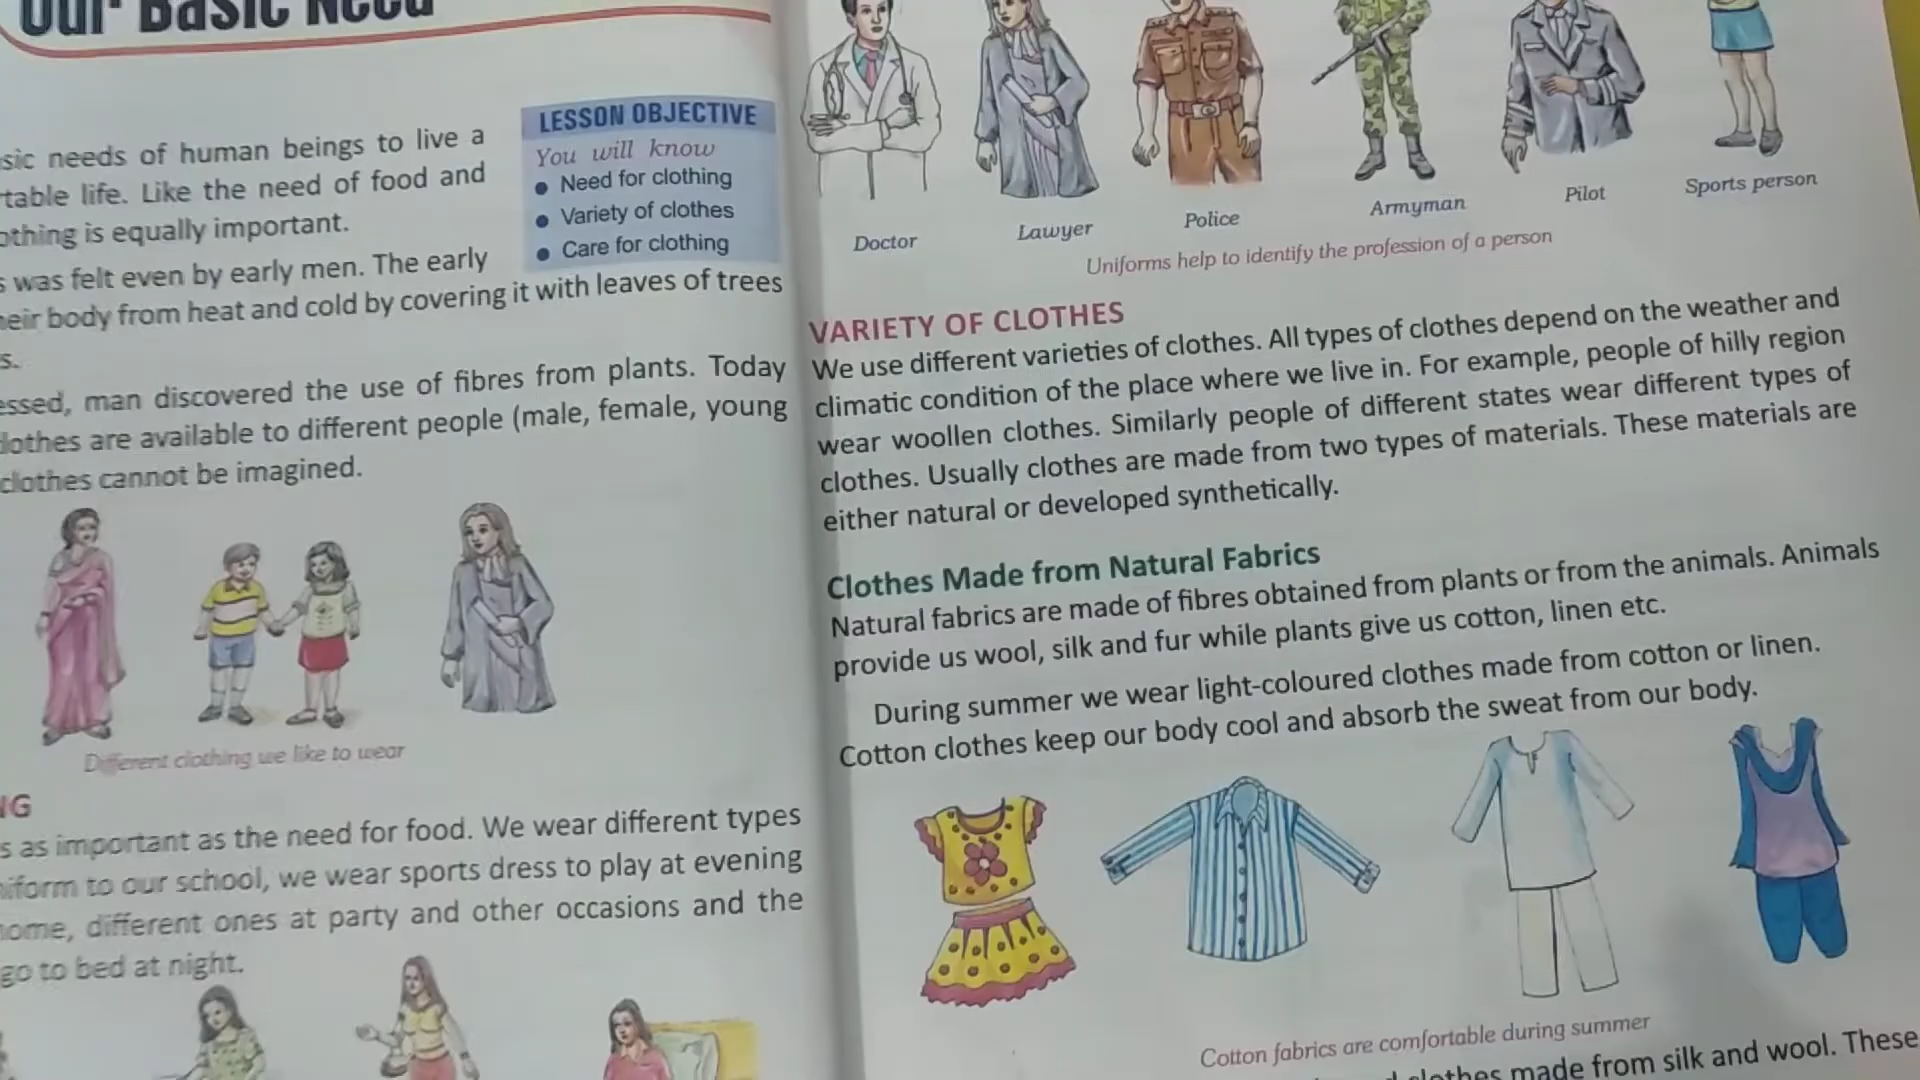 Our Basic Need
sic needs of human beings to live a
table life. Like the need of food and
othing is equally important.
s was felt even by early men. The early
heir body from heat and cold by covering it with leaves of trees
s.
essed, man discovered the use of fibres from plants. Today
clothes are available to different people (male, female, young
clothes cannot be imagined.
LESSON OBJECTIVE
You will know
• Need for clothing
• Variety of clothes
• Care for clothing
Different clothing we like to wear
NG
s as important as the need for food. We wear different types
niform to our school, we wear sports dress to play at evening
home, different ones at party and other occasions and the
go to bed at night.
Doctor
Lawyer
Police
Armyman
Pilot
Sports person
Uniforms help to identify the profession of a person
VARIETY OF CLOTHES
We use different varieties of clothes. All types of clothes depend on the weather and
climatic condition of the place where we live in. For example, people of hilly region
wear woollen clothes. Similarly people of different states wear different types of
clothes. Usually clothes are made from two types of materials. These materials are
either natural or developed synthetically.
Clothes Made from Natural Fabrics
Natural fabrics are made of fibres obtained from plants or from the animals. Animals
provide us wool, silk and fur while plants give us cotton, linen etc.
During summer we wear light-coloured clothes made from cotton or linen.
Cotton clothes keep our body cool and absorb the sweat from our body.
Cotton fabrics are comfortable during summer
clothes made from silk and wool. These